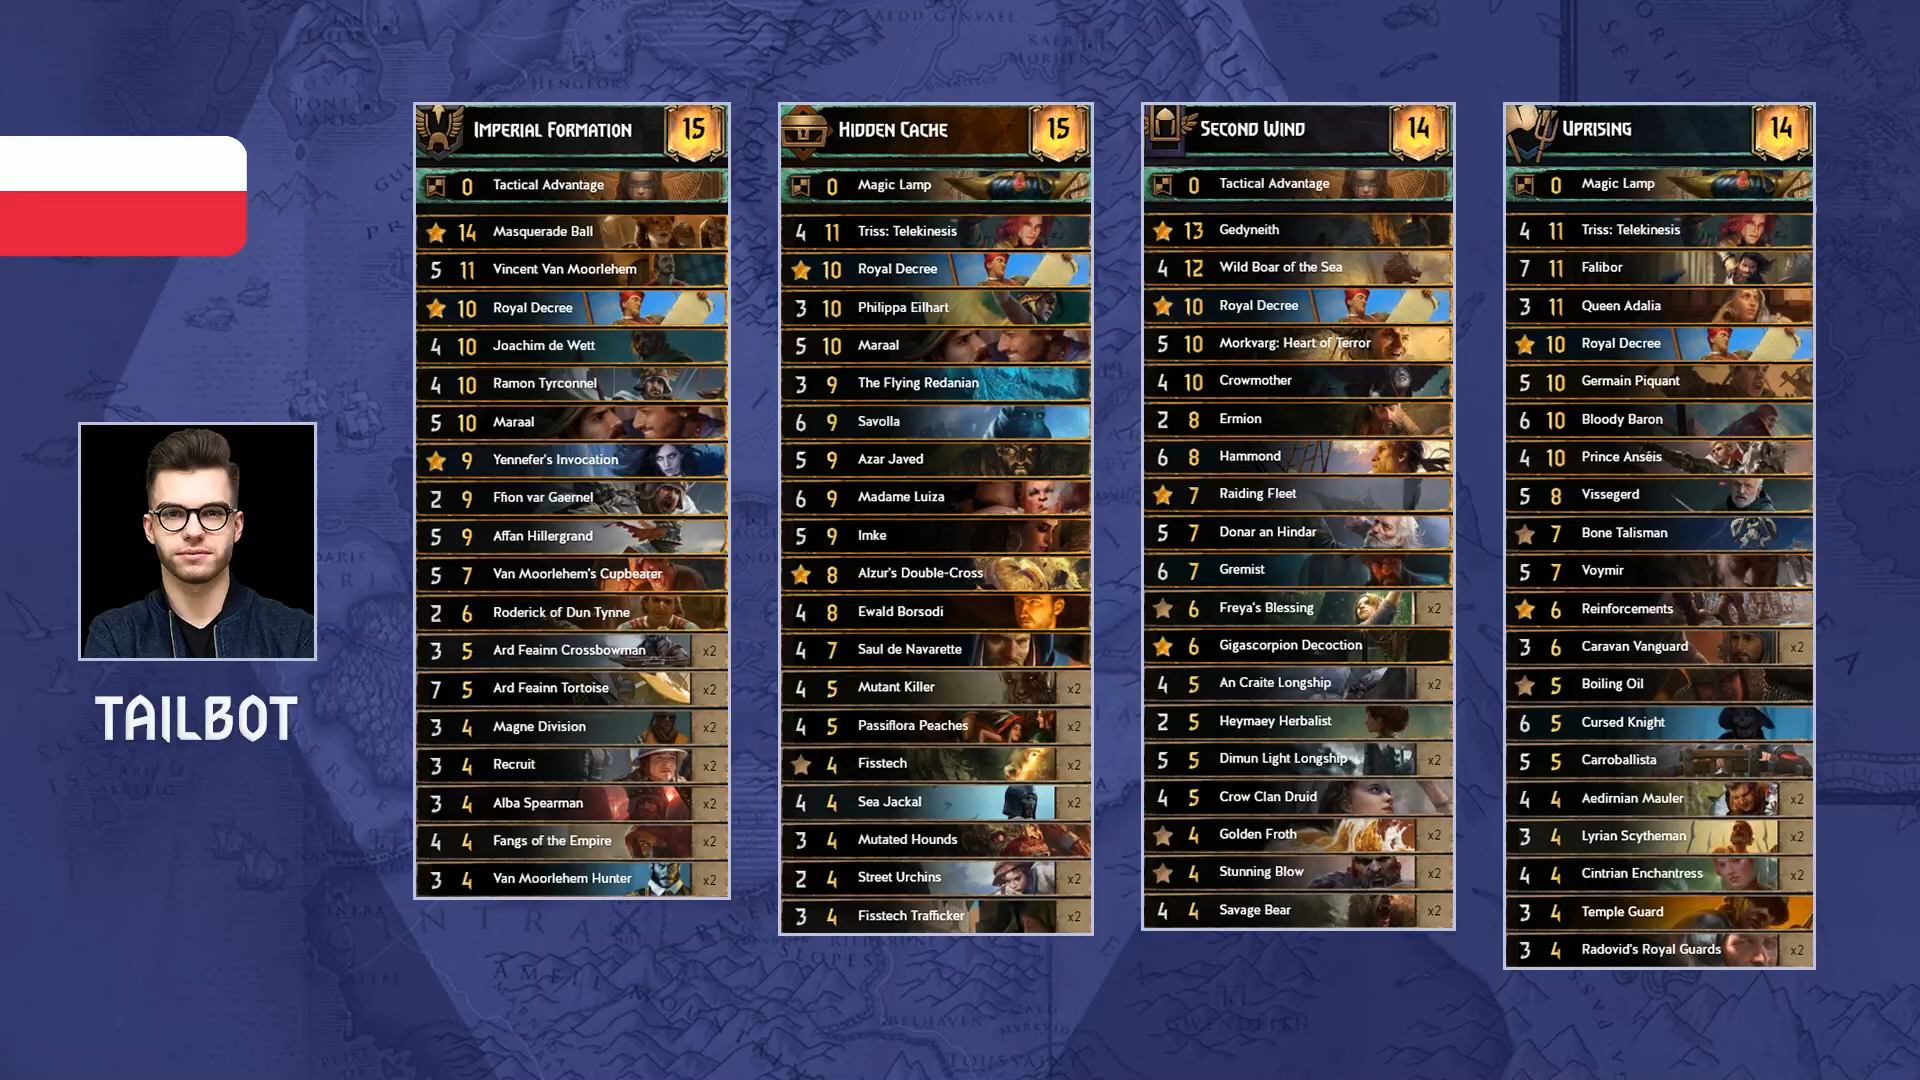 TAILBOT
IMPERIAL FORMATION 15
0 Tactical Advantage
14 Masquerade Ball
5 11 Vincent Van Moorlehem
10 Royal Decree
4 10 Joachim de Wett
4 10 Ramon Tyrconnel
5 10 Maraal
9 Yennefer's Invocation
2 9 Ffion var Gaernel
5 9 Affan Hillergrand
5 7 Van Moorlehem's Cupbearer
2 6 Roderick of Dun Tynne
3 5 Ard Feainn Crossbowman x2
7 5 Ard Feainn Tortoise x2
3 4 Magne Division x2
3 4 Recruit x2
3 4 Alba Spearman x2
4 4 Fangs of the Empire x2
3 4 Van Moorlehem Hunter x2
HIDDEN CACHE 15
0 Magic Lamp
4 11 Triss: Telekinesis
10 Royal Decree
3 10 Philippa Eilhart
5 10 Maraal
3 9 The Flying Redanian
6 9 Savolla
5 9 Azar Javed
6 9 Madame Luiza
5 9 Imke
8 Alzur's Double-Cross
4 8 Ewald Borsodi
4 7 Saul de Navarette
4 5 Mutant Killer x2
4 5 Passiflora Peaches x2
4 Fisstech x2
4 4 Sea Jackal x2
3 4 Mutated Hounds x2
2 4 Street Urchins x2
3 4 Fisstech Trafficker x2
SECOND WIND 14
0 Tactical Advantage
13 Gedyneith
4 12 Wild Boar of the Sea
10 Royal Decree
5 10 Morkvarg: Heart of Terror
4 10 Crowmother
2 8 Ermion
6 8 Hammond
7 Raiding Fleet
5 7 Donar an Hindar
6 7 Gremist
6 Freya's Blessing x2
6 Gigascorpion Decoction
4 5 An Craite Longship x2
2 5 Heymaey Herbalist x2
5 5 Dimun Light Longship x2
4 5 Crow Clan Druid
4 Golden Froth x2
4 Stunning Blow x2
4 4 Savage Bear x2
UPRISING 14
0 Magic Lamp
4 11 Triss: Telekinesis
7 11 Falibor
3 11 Queen Adalia
10 Royal Decree
5 10 Germain Piquant
6 10 Bloody Baron
4 10 Prince Anséis
5 8 Vissegerd
7 Bone Talisman
5 7 Voymir
6 Reinforcements
3 6 Caravan Vanguard x2
5 Boiling Oil
6 5 Cursed Knight
5 5 Carroballista
4 4 Aedirnian Mauler x2
3 4 Lyrian Scytheman x2
4 4 Cintrian Enchantress x2
3 4 Temple Guard
3 4 Radovid's Royal Guards x2